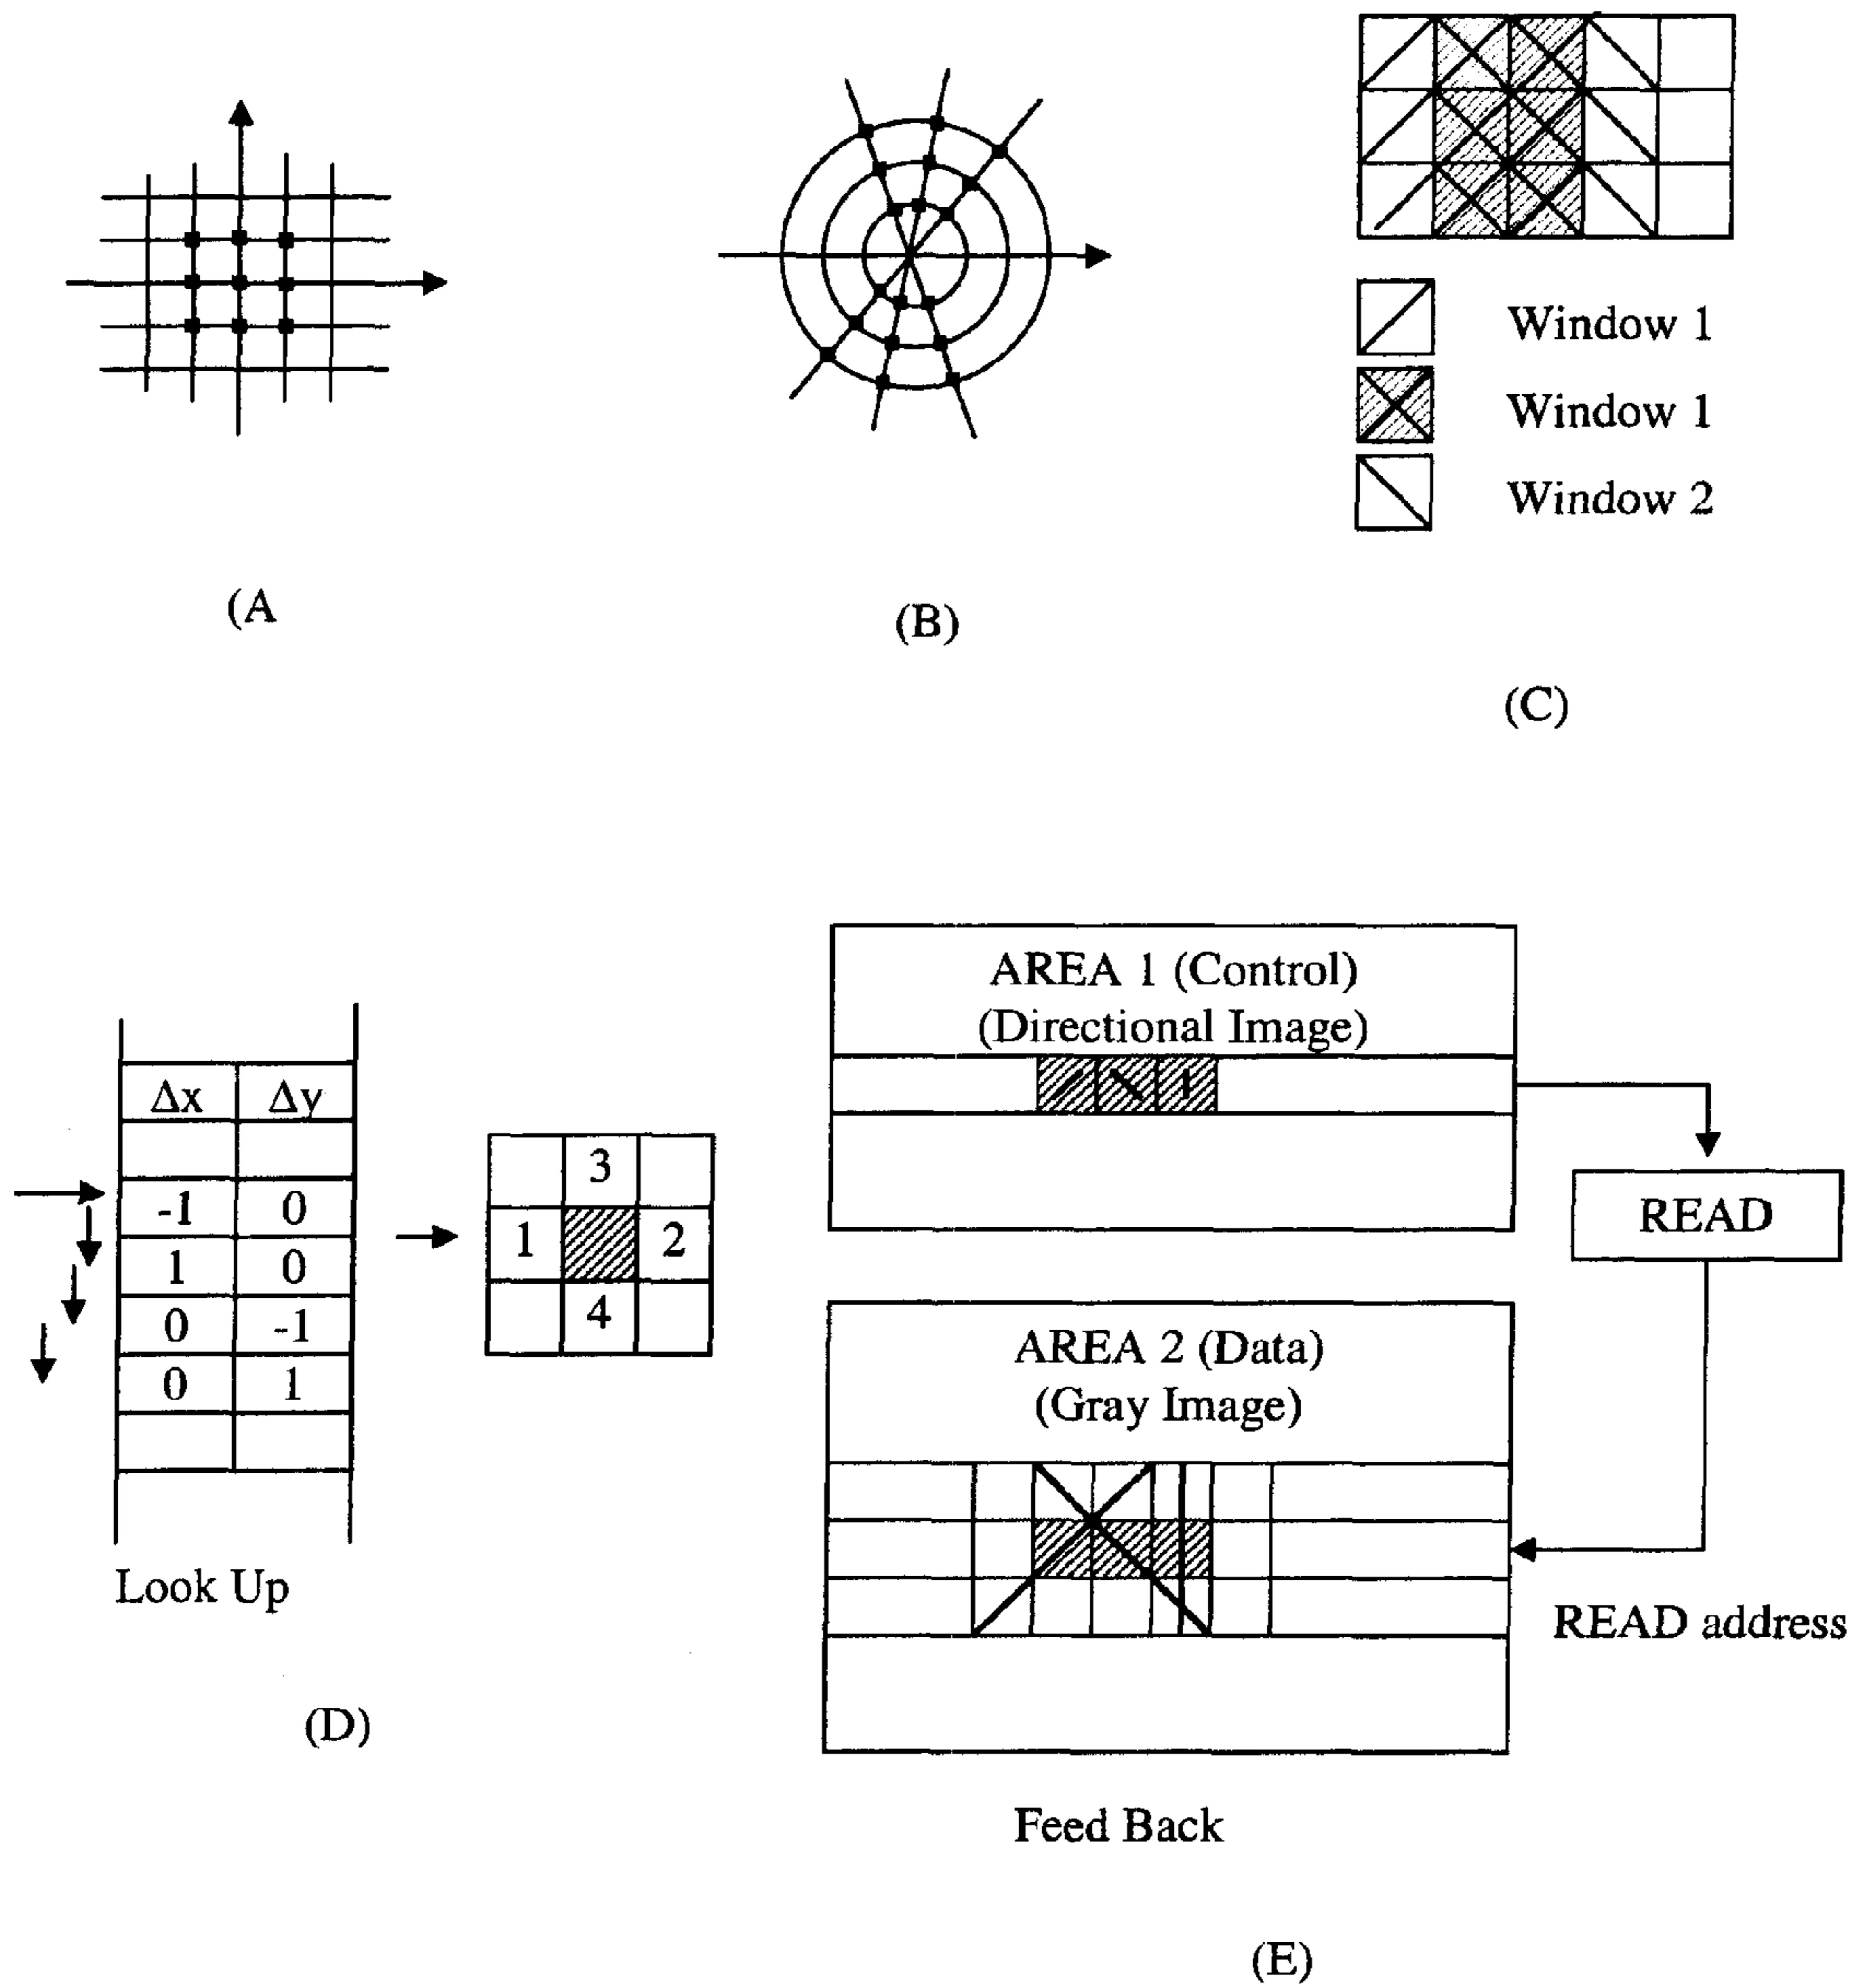 Window 1
Window 1
Window 2
(A
(B)
(C)
Δx Δy
-1 0
1 0
0 -1
0 1
3
1 2
4
Look Up
(D)
AREA 1 (Control)
(Directional Image)
READ
AREA 2 (Data)
(Gray Image)
READ address
Feed Back
(E)